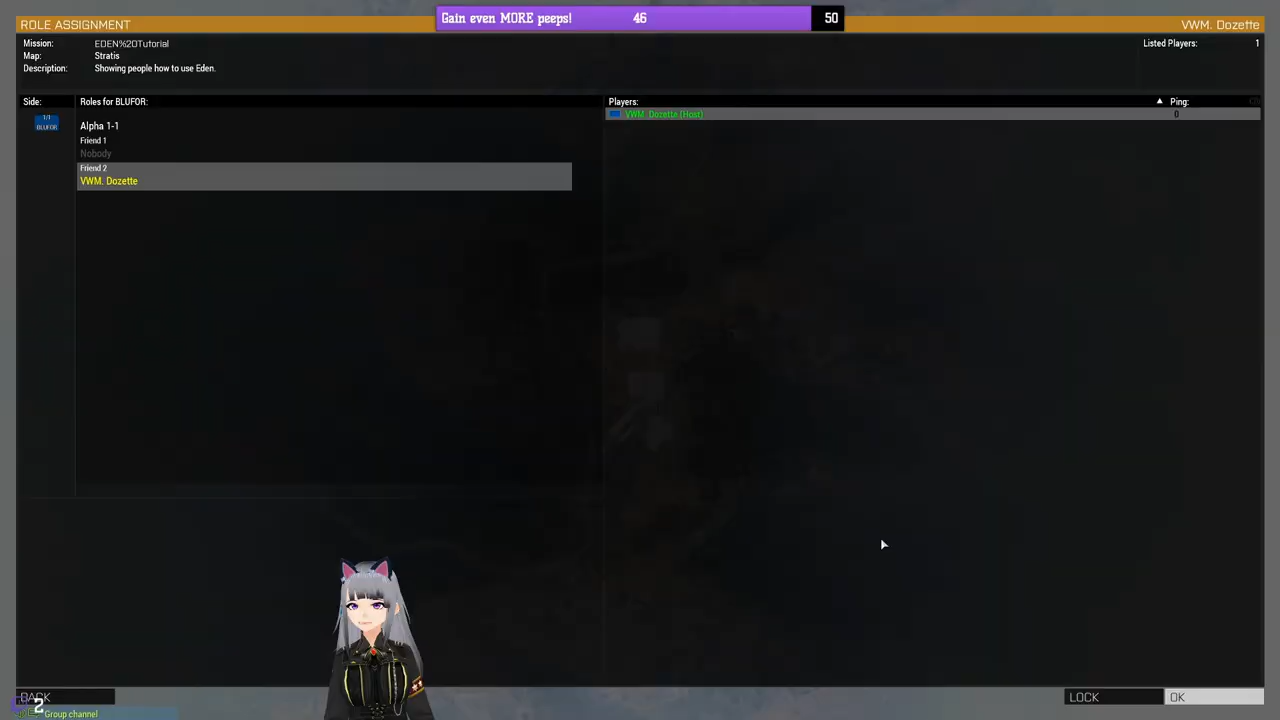 Gain even MORE peeps! 46 50
ROLE ASSIGNMENT VWM. Dozette
Mission: EDEN%20Tutorial Listed Players: 1
Map: Stratis
Description: Showing people how to use Eden.
Side: Roles for BLUFOR: Players: Ping:
1/1
BLUFOR
VWM. Dozette (Host) 0
Alpha 1-1
Friend 1
Nobody
Friend 2
VWM. Dozette
BACK LOCK OK
2
Group channel